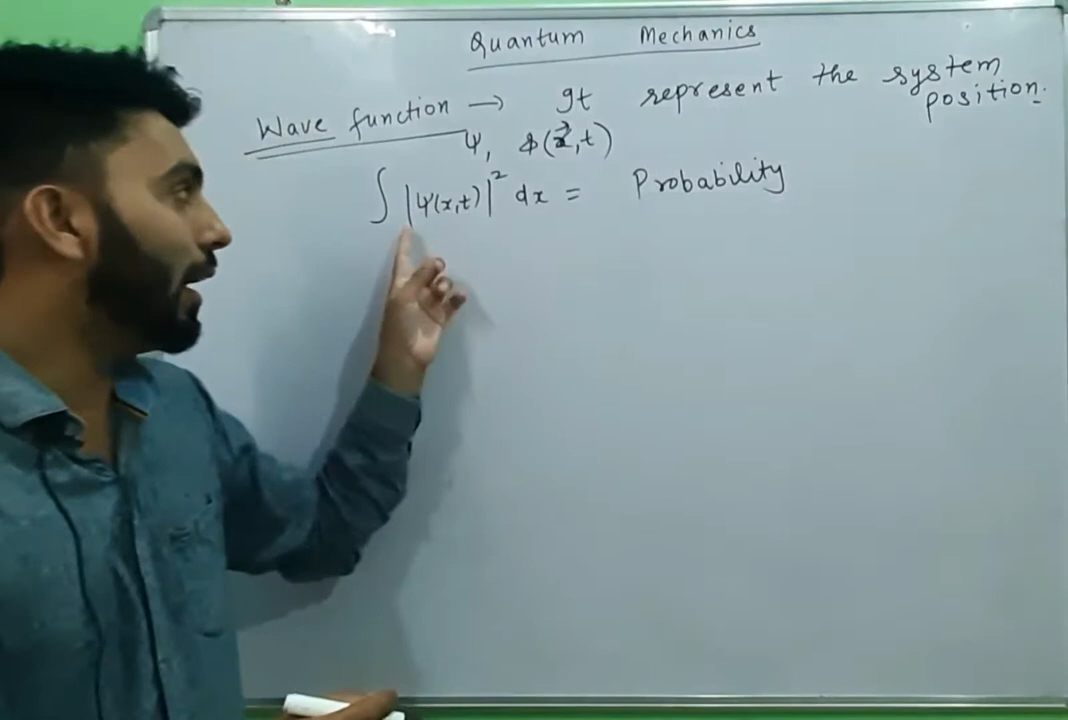 Quantum Mechanics
Wave function → It represent the system position.
ψ, φ(x⃗,t)
∫|ψ(x,t)|² dx = Probability